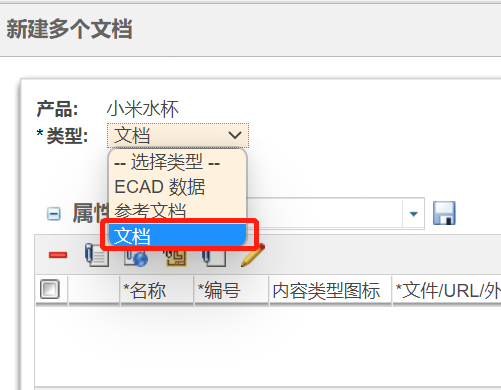 新建多个文档
产品: 小米水杯
*类型: 文档
-- 选择类型 --
ECAD 数据
参考文档
文档
属性
*名称 *编号 内容类型图标 *文件/URL/外